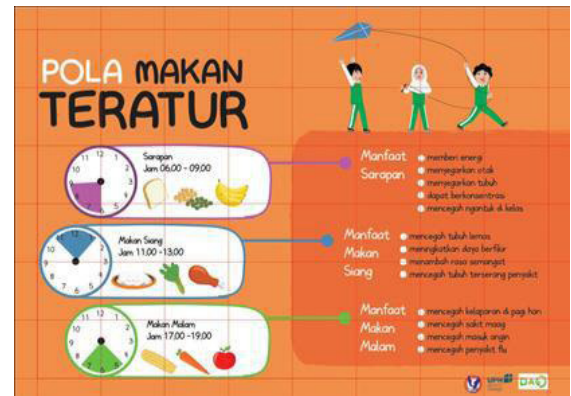 POLA MAKAN
TERATUR
Sarapan
Jam 06.00 - 09.00
Manfaat
Sarapan
memberi energi
menyegarkan otak
menyegarkan tubuh
dapat berkonsentrasi
mencegah ngantuk di kelas
Makan Siang
Jam 11.00 - 13.00
Manfaat
Makan
Siang
mencegah tubuh lemas
meningkatkan daya berfikir
menambah rasa semangat
mencegah tubuh terserang penyakit
Makan Malam
Jam 17.00 - 19.00
Manfaat
Makan
Malam
mencegah kelaparan di pagi hari
mencegah sakit maag
mencegah masuk angin
mencegah penyakit flu